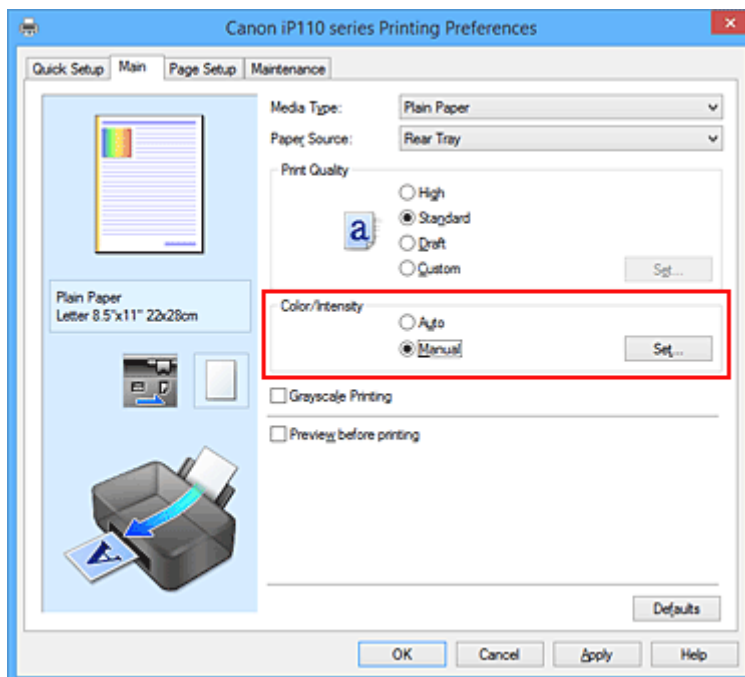 Canon iP110 series Printing Preferences
Quick Setup Main Page Setup Maintenance
Media Type: Plain Paper
Paper Source: Rear Tray
Print Quality
High
a Standard
Draft
Custom Set...
Plain Paper
Letter 8.5"x11" 22x28cm
Color/Intensity
Auto
Manual Set...
Grayscale Printing
Preview before printing
A
Defaults
OK Cancel Apply Help